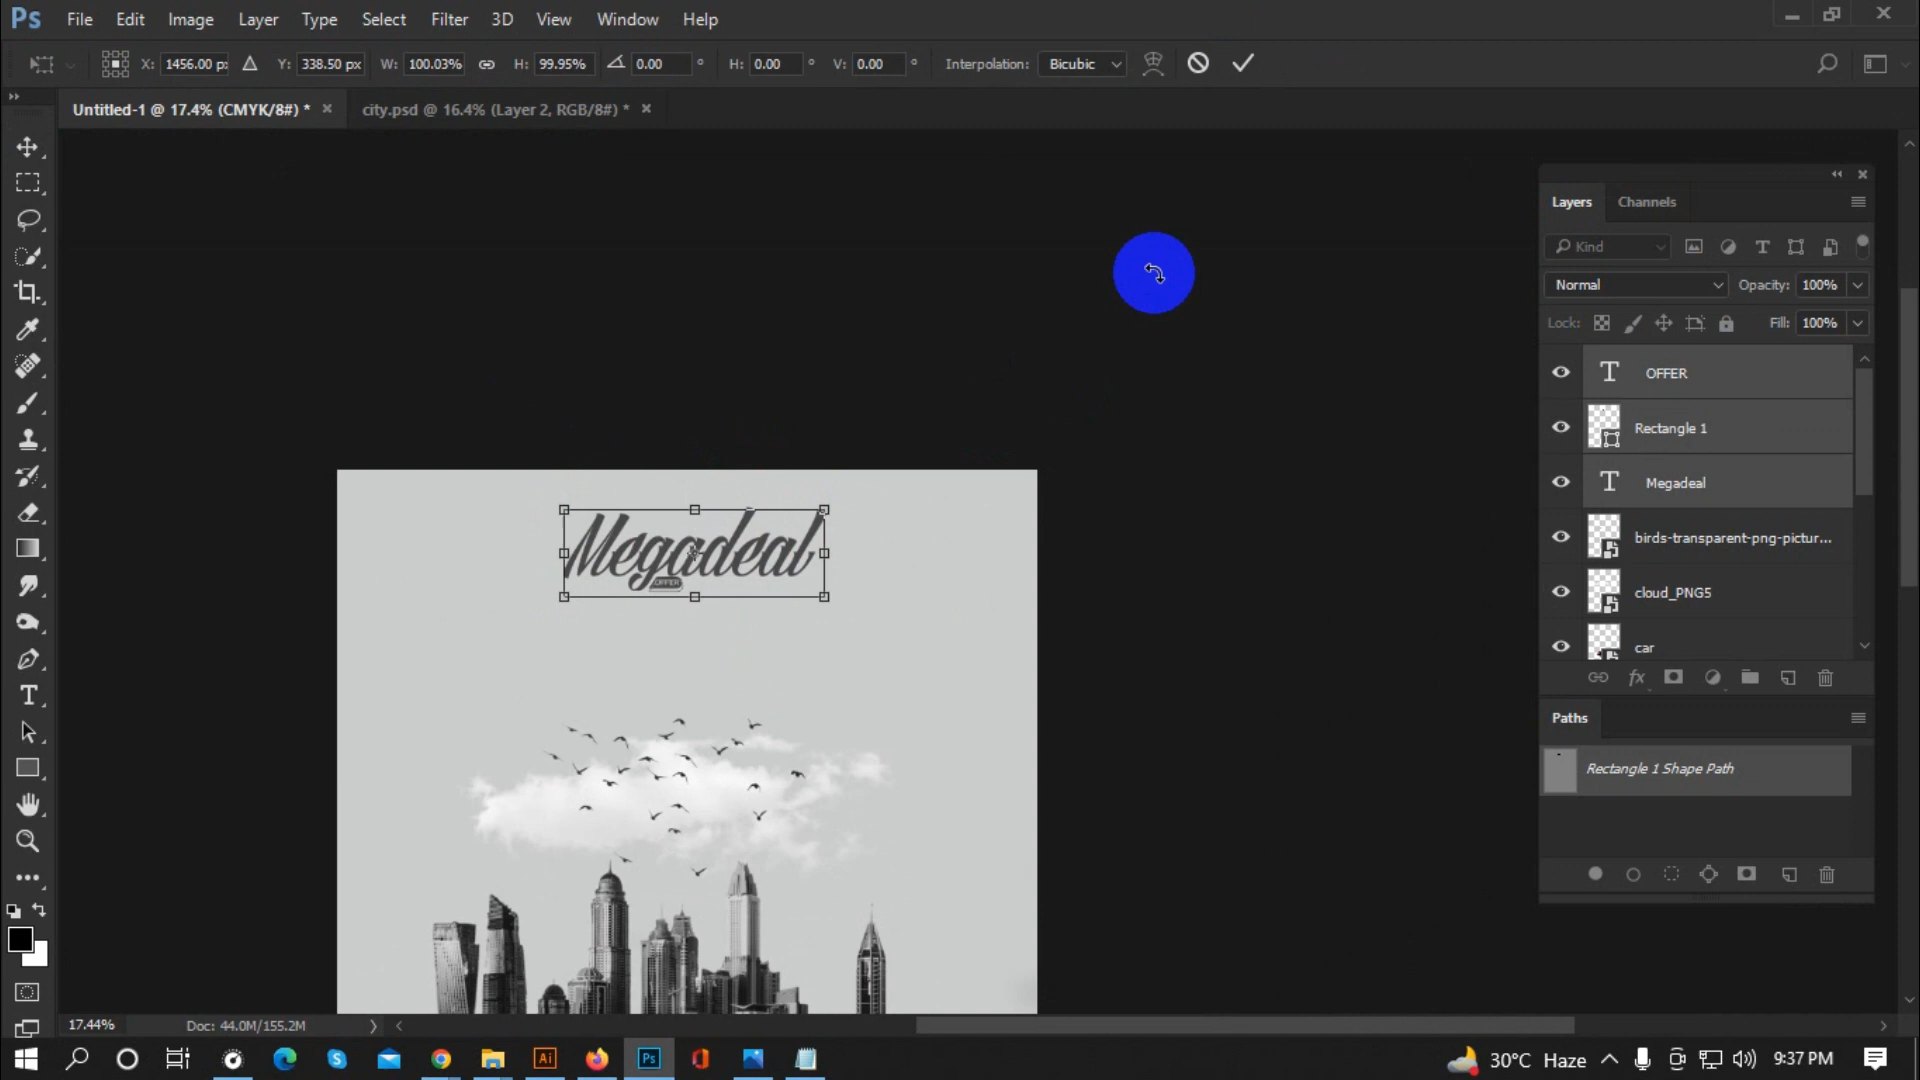 Ps File Edit Image Layer Type Select Filter 3D View Window Help
X: 1456.00 px Y: 338.50 px W: 100.03% H: 99.95% 0.00 ° H: 0.00 ° V: 0.00 ° Interpolation: Bicubic
Untitled-1 @ 17.4% (CMYK/8#) * × city.psd @ 16.4% (Layer 2, RGB/8#) * ×
Layers Channels
Kind
Normal Opacity: 100%
Lock: Fill: 100%
OFFER
Rectangle 1
Megadeal
birds-transparent-png-pictur...
cloud_PNG5
car
Paths
Rectangle 1 Shape Path
Megadeal
OFFER
17.44% Doc: 44.0M/155.2M
Ai Ps 30°C Haze 9:37 PM